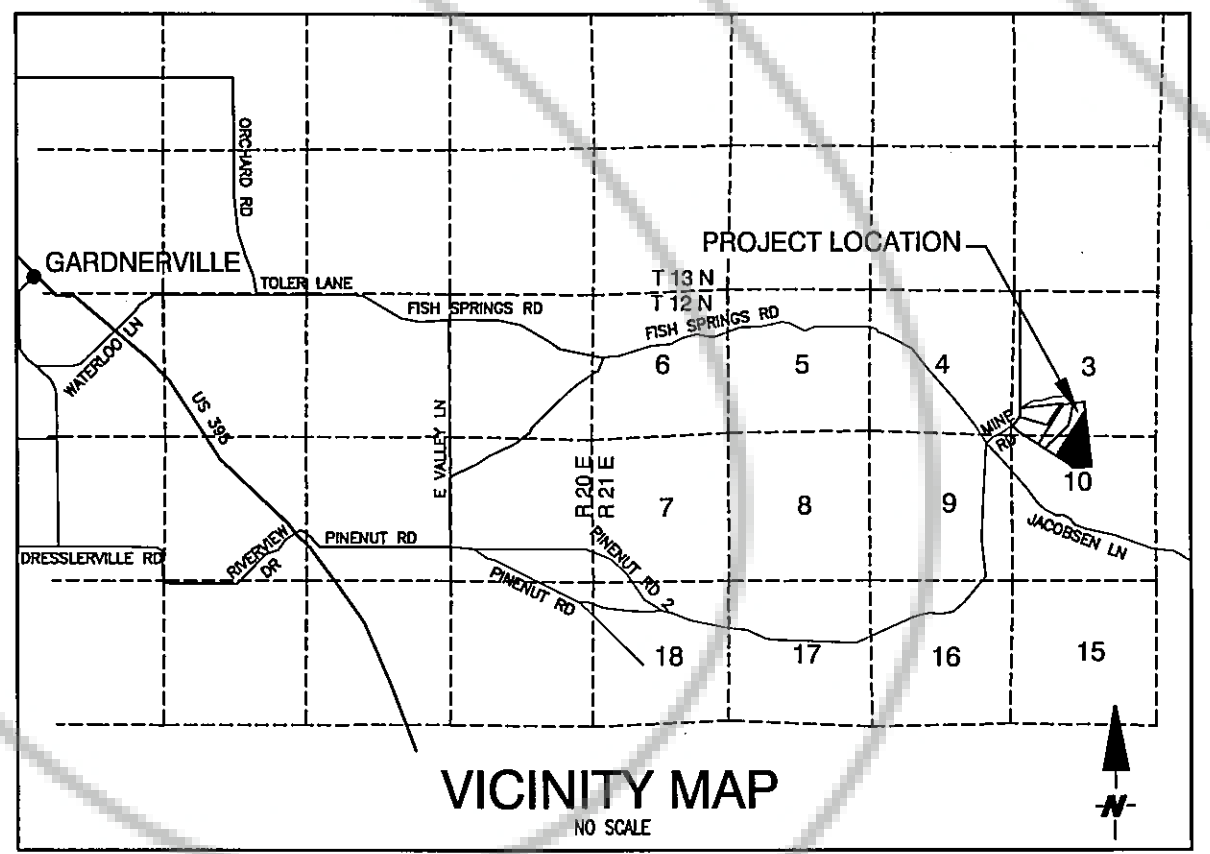 ORCHARD RD
PROJECT LOCATION
GARDNERVILLE
TOLER LANE
T 13 N
T 12 N
FISH SPRINGS RD
FISH SPRINGS RD
WATERLOO LN
6
5
4
3
US 395
E VALLEY LN
MINE
RD
R 20 E
R 21 E
7
8
9
10
JACOBSEN LN
DRESSLERVILLE RD
RIVERVIEW
DR
PINENUT RD
PINENUT RD 2
PINENUT RD
18
17
16
15
VICINITY MAP
NO SCALE
N